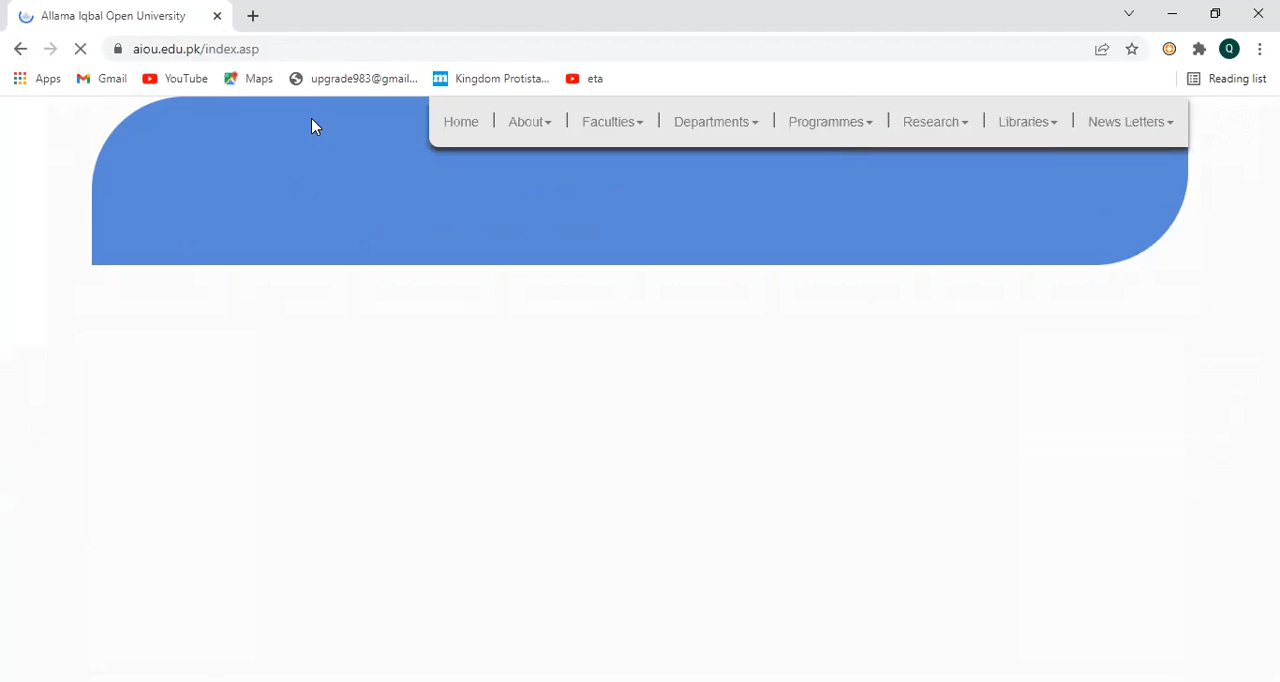 Allama Iqbal Open University
aiou.edu.pk/index.asp
Q
Apps Gmail YouTube Maps upgrade983@gmail... Kingdom Protista... eta Reading list
Home About Faculties Departments Programmes Research Libraries News Letters